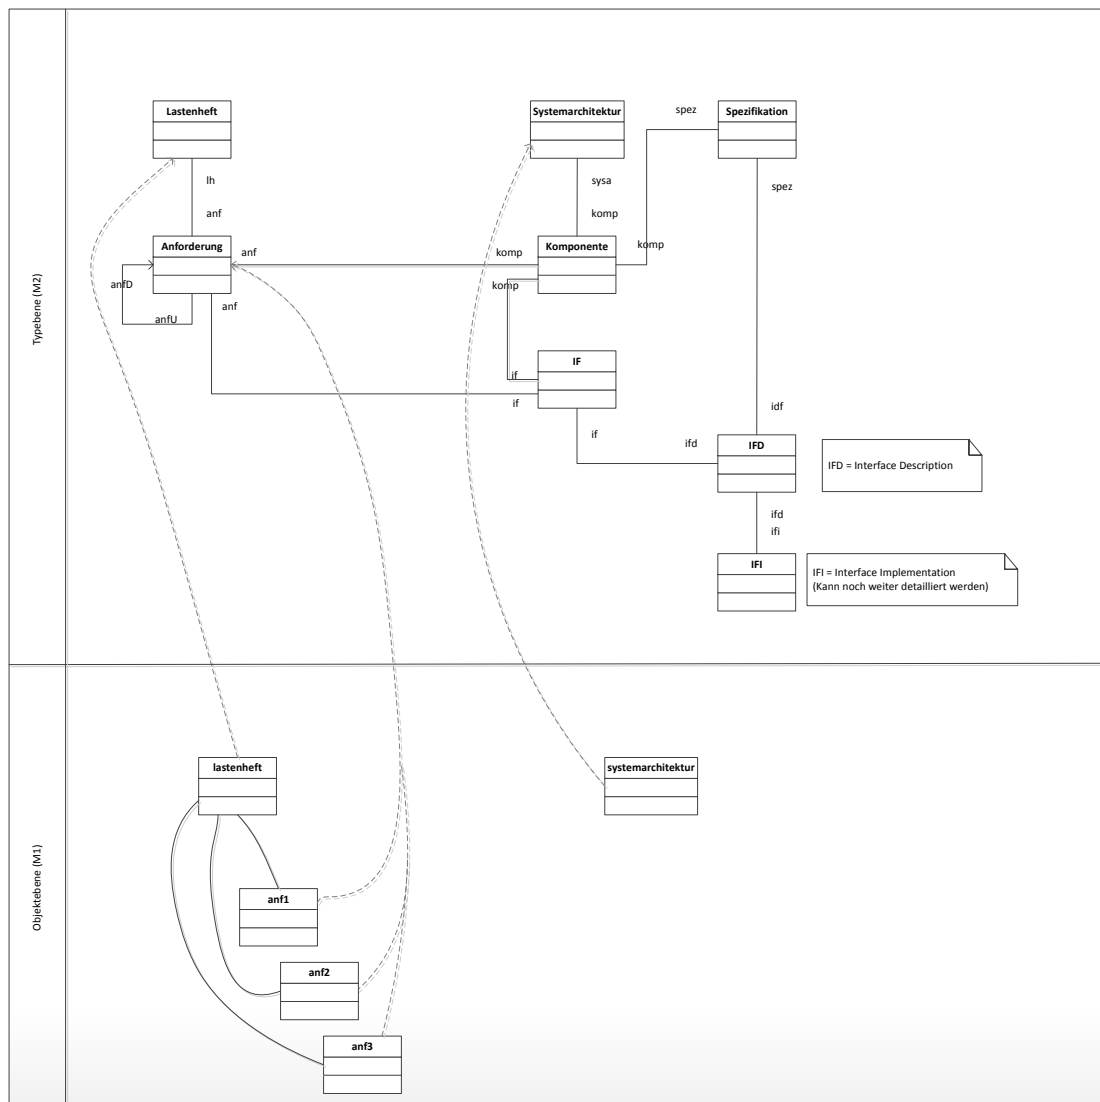 Typebene (M2)
Lastenheft
Systemarchitektur
spez
Spezifikation
lh
sysa
spez
anf
komp
Anforderung
anf
komp
Komponente
komp
anfD
komp
anf
anfU
IF
if
if
idf
if
ifd
IFD
IFD = Interface Description
ifd
ifi
IFI
IFI = Interface Implementation
(Kann noch weiter detailliert werden)
Objektebene (M1)
lastenheft
systemarchitektur
anf1
anf2
anf3